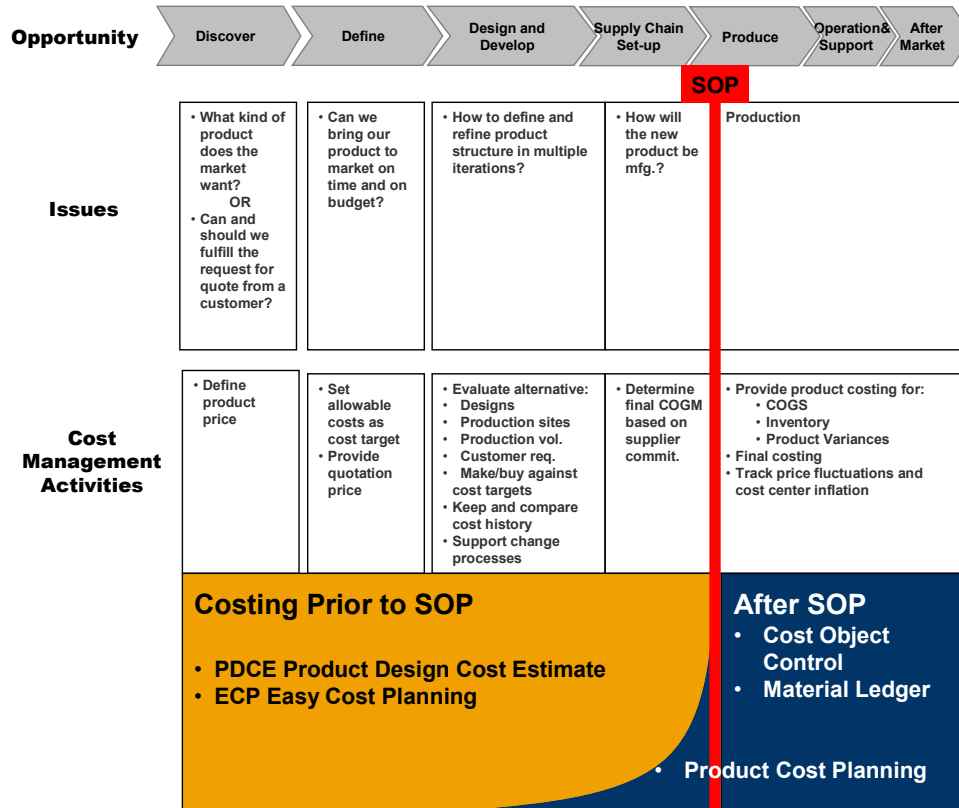 Opportunity
Discover
Define
Design and
Develop
Supply Chain
Set-up
Produce
Operation&
Support
After
Market
SOP
Issues
• What kind of
product
does the
market
want?
OR
• Can and
should we
fulfill the
request for
quote from a
customer?
• Can we
bring our
product to
market on
time and on
budget?
• How to define and
refine product
structure in multiple
iterations?
• How will
the new
product be
mfg.?
Production
Cost
Management
Activities
• Define
product
price
• Set
allowable
costs as
cost target
• Provide
quotation
price
• Evaluate alternative:
• Designs
• Production sites
• Production vol.
• Customer req.
• Make/buy against
cost targets
• Keep and compare
cost history
• Support change
processes
• Determine
final COGM
based on
supplier
commit.
• Provide product costing for:
• COGS
• Inventory
• Product Variances
• Final costing
• Track price fluctuations and
cost center inflation
Costing Prior to SOP
• PDCE Product Design Cost Estimate
• ECP Easy Cost Planning
After SOP
• Cost Object
Control
• Material Ledger
• Product Cost Planning